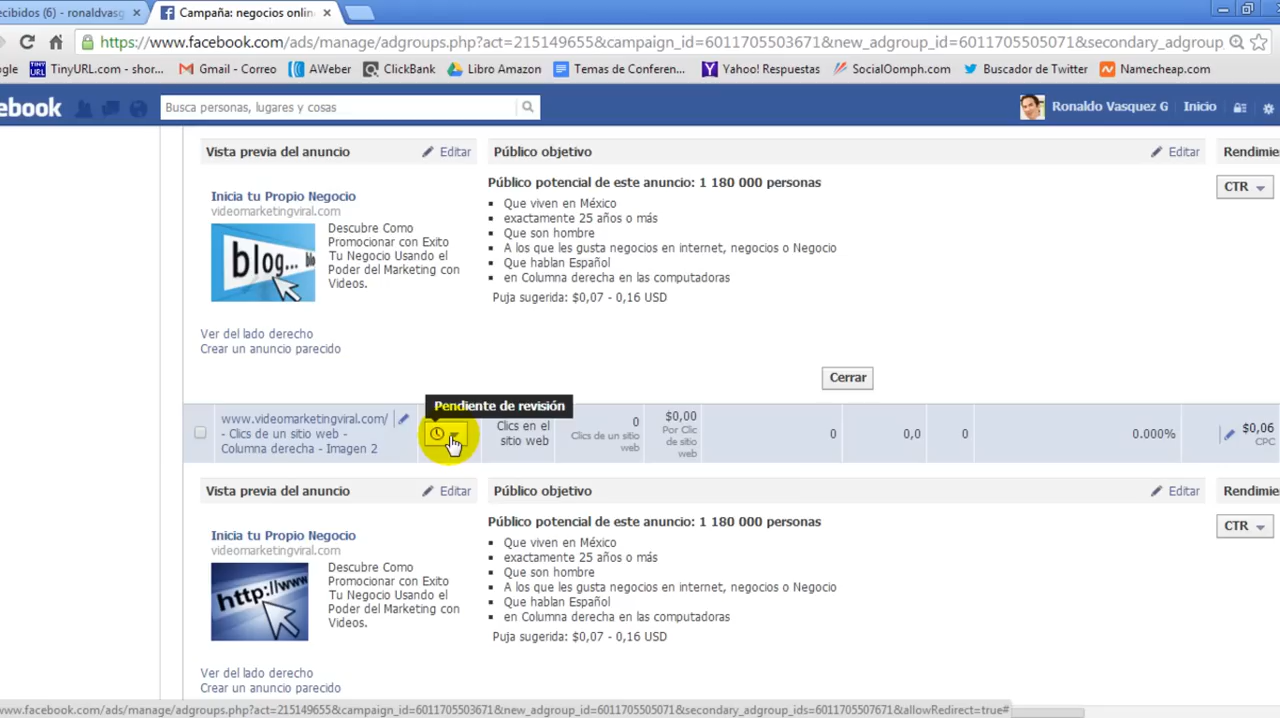 ecibidos (6) - ronaldvasg
Campaña: negocios onlin
https://www.facebook.com/ads/manage/adgroups.php?act=215149655&campaign_id=6011705503671&new_adgroup_id=6011705505071&secondary_adgroup
gle
TinyURL.com - shor...
Gmail - Correo
AWeber
ClickBank
Libro Amazon
Temas de Conferen...
Yahoo! Respuestas
SocialOomph.com
Buscador de Twitter
Namecheap.com
ebook
Busca personas, lugares y cosas
Ronaldo Vasquez G
Inicio
Vista previa del anuncio
Editar
Público objetivo
Editar
Rendimie
Inicia tu Propio Negocio
videomarketingviral.com
blog...
Descubre Como
Promocionar con Exito
Tu Negocio Usando el
Poder del Marketing con
Videos.
Público potencial de este anuncio: 1 180 000 personas
Que viven en México
exactamente 25 años o más
Que son hombre
A los que les gusta negocios en internet, negocios o Negocio
Que hablan Español
en Columna derecha en las computadoras
Puja sugerida: $0,07 - 0,16 USD
CTR
Ver del lado derecho
Crear un anuncio parecido
Cerrar
Pendiente de revisión
www.videomarketingviral.com/
- Clics de un sitio web -
Columna derecha - Imagen 2
Clics en el
sitio web
0
Clics de un sitio
web
$0,00
Por Clic
de sitio
web
0
0,0
0
0.000%
$0,06
CPC
Vista previa del anuncio
Editar
Público objetivo
Editar
Rendimie
Inicia tu Propio Negocio
videomarketingviral.com
http://www
Descubre Como
Promocionar con Exito
Tu Negocio Usando el
Poder del Marketing con
Videos.
Público potencial de este anuncio: 1 180 000 personas
Que viven en México
exactamente 25 años o más
Que son hombre
A los que les gusta negocios en internet, negocios o Negocio
Que hablan Español
en Columna derecha en las computadoras
Puja sugerida: $0,07 - 0,16 USD
CTR
Ver del lado derecho
Crear un anuncio parecido
www.facebook.com/ads/manage/adgroups.php?act=215149655&campaign_id=6011705503671&new_adgroup_id=6011705505071&secondary_adgroup_ids=6011705507671&allowRedirect=true#